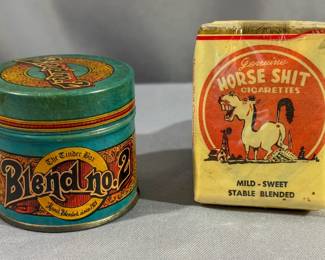 The Tinder Box
Blend no. 2
Genuine
HORSE SHIT
CIGARETTES
MILD - SWEET
STABLE BLENDED